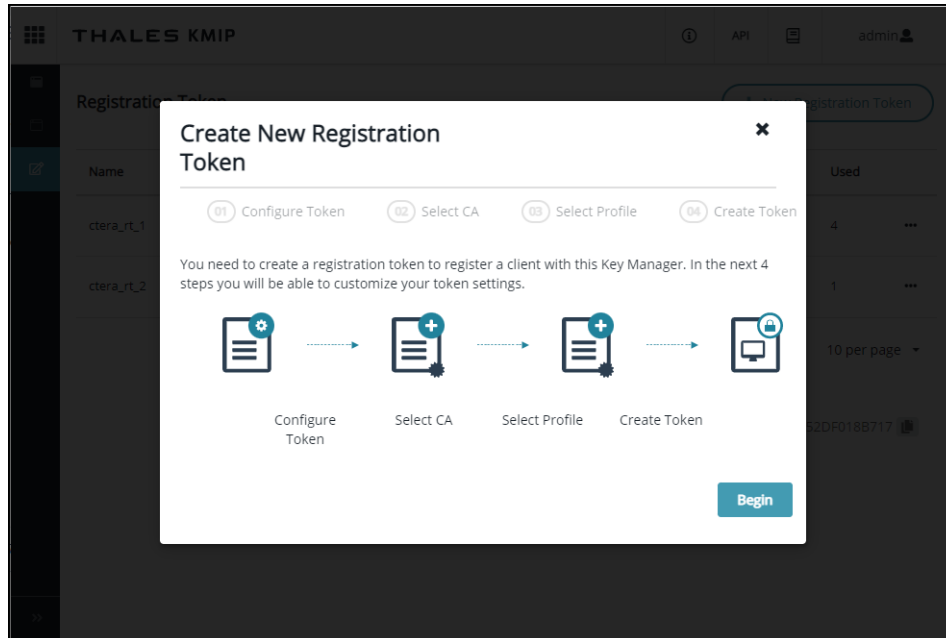 THALES KMIP
API
admin
Registration Token
New Registration Token
Create New Registration
Token
01 Configure Token
02 Select CA
03 Select Profile
04 Create Token
Name
Used
ctera_rt_1
4
You need to create a registration token to register a client with this Key Manager. In the next 4
steps you will be able to customize your token settings.
ctera_rt_2
1
10 per page
Configure
Token
Select CA
Select Profile
Create Token
52DF018B717
Begin